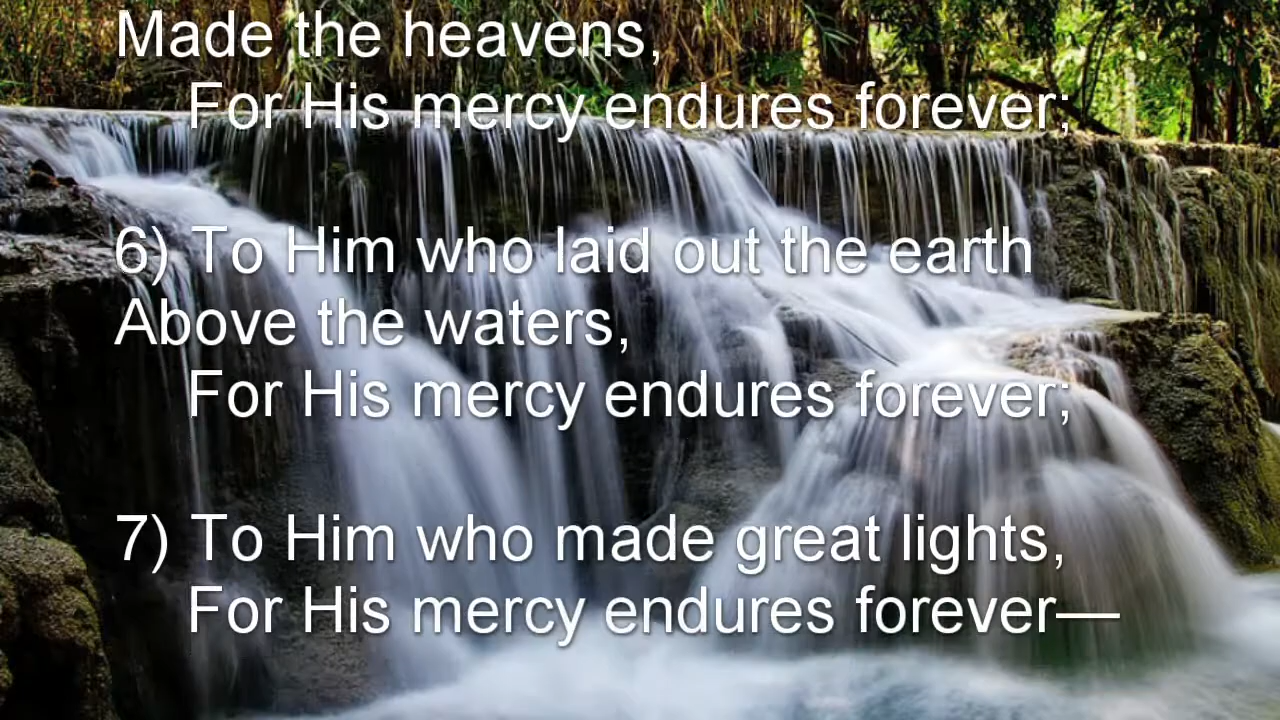 Made the heavens,
For His mercy endures forever;
6) To Him who laid out the earth
Above the waters,
For His mercy endures forever;
7) To Him who made great lights,
For His mercy endures forever—